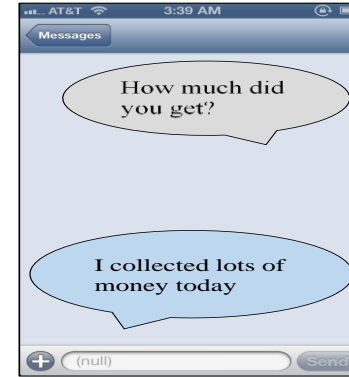 AT&T 3:39 AM
Messages
How much did
you get?
I collected lots of
money today
(null)
Send